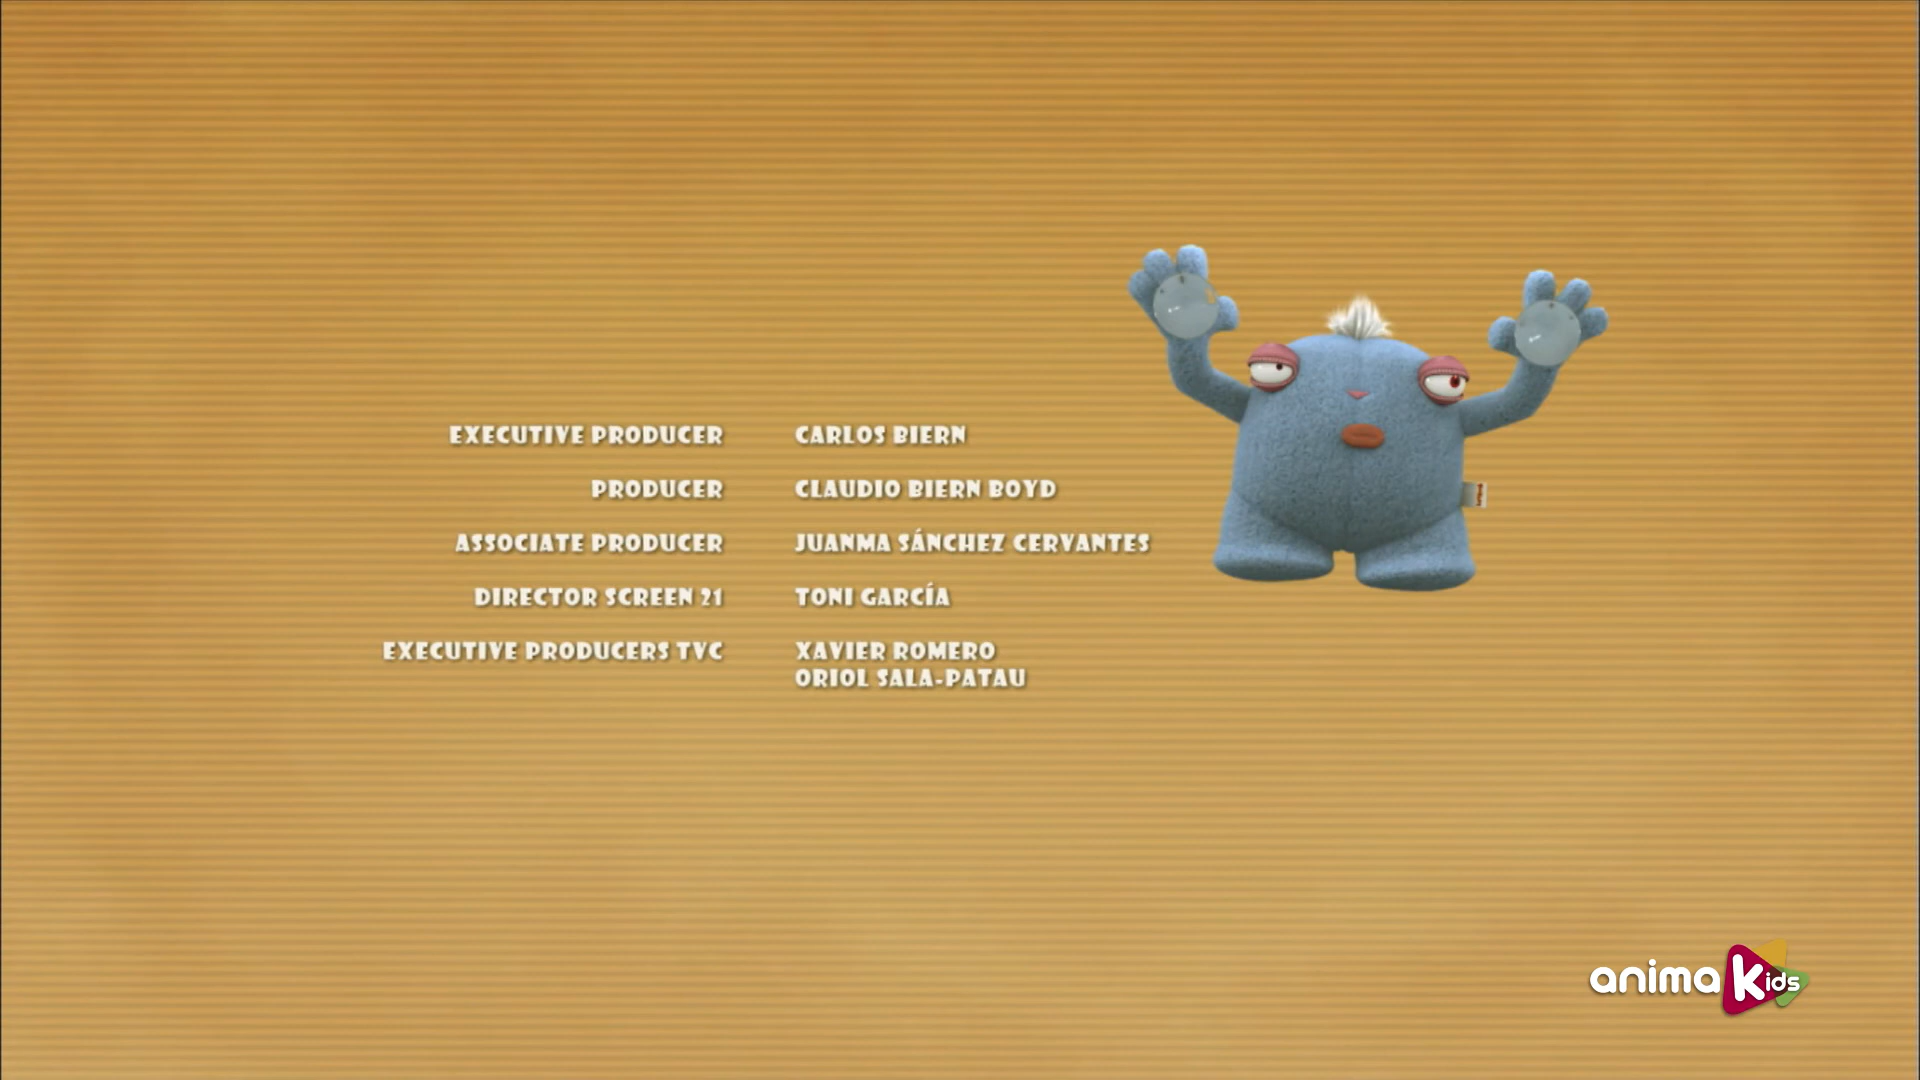 EXECUTIVE PRODUCER CARLOS BIERN
PRODUCER CLAUDIO BIERN BOYD
ASSOCIATE PRODUCER JUANMA SÁNCHEZ CERVANTES
DIRECTOR SCREEN 21 TONI GARCÍA
EXECUTIVE PRODUCERS TVC XAVIER ROMERO
ORIOL SALA-PATAU
anima Kids